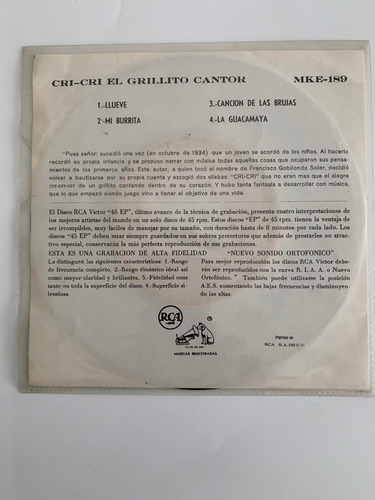 CRI-CRI EL GRILLITO CANTOR MKE-189
1.-LLUEVE 3.-CANCION DE LAS BRUJAS
2.-MI BURRITA 4.-LA GUACAMAYA
"Pues señor: sucedió una vez (en octubre de 1934) que un joven se acordó de los niños. Al hacerlo
recordó su propia infancia y se propuso narrar con música todas aquellas cosas que ocuparon sus pensa-
mientos de los primeros años. Este autor, a quien tocó el nombre de Francisco Gabilondo Soler, decidió
volver a bautizarse por su propia cuenta y escogió dos sílabas: "CRI-CRI" que no eran mas que el alegre
crr-crr-crr de un grillito cantando dentro de su corazón. Y hubo tanta fantasía a desarrollar con música,
que lo que empezó siendo juego vino a llenar el objetivo de una vida.
El Disco RCA Víctor "45 EP", último avance de la técnica de grabación, presenta cuatro interpretaciones de
los mejores artistas del mundo en un solo disco de 45 rpm. Estos discos "EP" de 45 rpm. tienen la ventaja de
ser irrompibles, muy fáciles de manejar por su tamaño, con duración hasta de 8 minutos por cada lado. Los
discos "45 EP" deben estar siempre guardados en sus sobres protectores que además de prestarles un atrac-
tivo especial, conservarán la más perfecta reproducción de sus grabaciones.
ESTA ES UNA GRABACION DE ALTA FIDELIDAD "NUEVO SONIDO ORTOFONICO"
La distinguen las siguientes características: 1.-Rango
de frecuencia completo. 2.-Rango dinámico ideal así
como mayor claridad y brillantes. 3.-Fidelidad cons
tante en toda la superficie del disco. 4.-Superficie si-
lenciosa.
Para mejor reproducción los discos RCA Víctor debe-
rán ser reproducidos con la curva R. I. A. A. o Nuevo
Ortofónico." También puede utilizarse la posición
A.E.S. aumentando las bajas frecuencias y disminuyen-
do las altas.
RCA
MARCAS REGISTRADAS
Impreso en
RCA S.A. DE C.V.